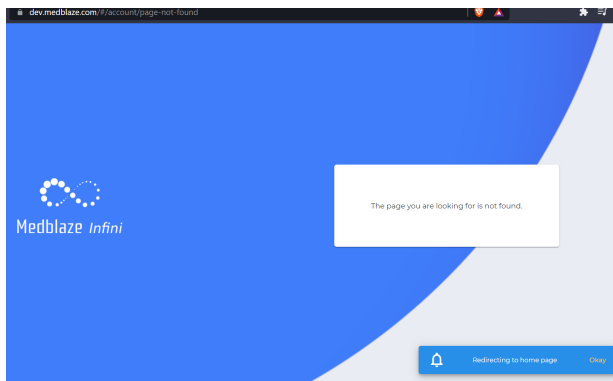 dev.medblaze.com/#/account/page-not-found
The page you are looking for is not found.
Medblaze Infini
Redirecting to home page Okay